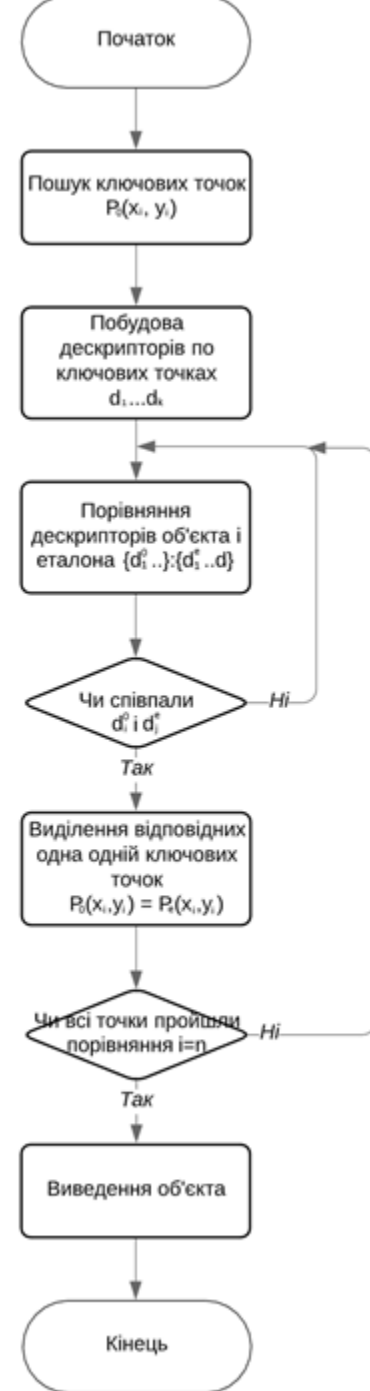 Початок
Пошук ключових точок
P₀(xᵢ, yᵢ)
Побудова
дескрипторів по
ключових точках
d₁...dₖ
Порівняння
дескрипторів об'єкта і
еталона {d₁⁰ ..}:{d₁ᵉ ..d}
Чи співпали
dᵢ⁰ і dⱼᵉ
Ні
Так
Виділення відповідних
одна одній ключових
точок
P₀(xᵢ,yᵢ) = Pₑ(xᵢ,yᵢ)
Чи всі точки пройшли
порівняння i=n
Ні
Так
Виведення об'єкта
Кінець